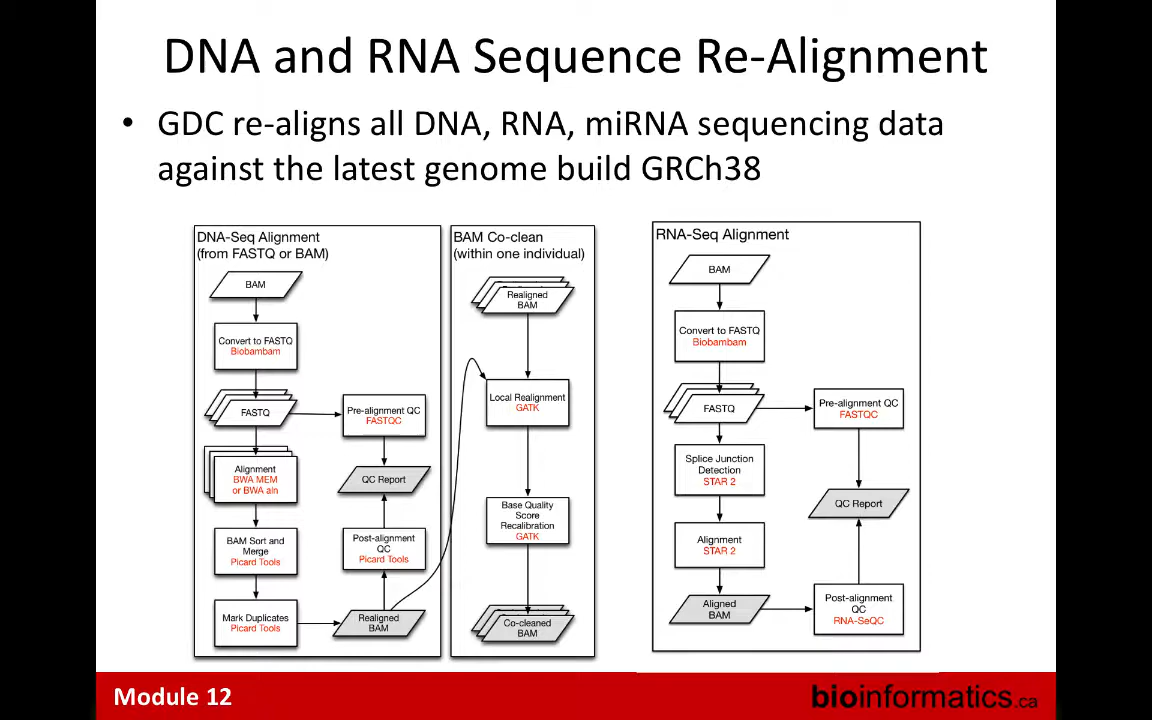 DNA and RNA Sequence Re-Alignment
• GDC re-aligns all DNA, RNA, miRNA sequencing data
against the latest genome build GRCh38
DNA-Seq Alignment
(from FASTQ or BAM)
BAM
Convert to FASTQ
Biobambam
FASTQ
Pre-alignment QC
FASTQC
Alignment
BWA MEM
or BWA aln
QC Report
BAM Sort and
Merge
Picard Tools
Post-alignment
QC
Picard Tools
Mark Duplicates
Picard Tools
Realigned
BAM
BAM Co-clean
(within one individual)
Realigned
BAM
Local Realignment
GATK
Base Quality
Score
Recalibration
GATK
Co-cleaned
BAM
RNA-Seq Alignment
BAM
Convert to FASTQ
Biobambam
FASTQ
Pre-alignment QC
FASTQC
Splice Junction
Detection
STAR 2
QC Report
Alignment
STAR 2
Aligned
BAM
Post-alignment
QC
RNA-SeQC
Module 12
bioinformatics.ca